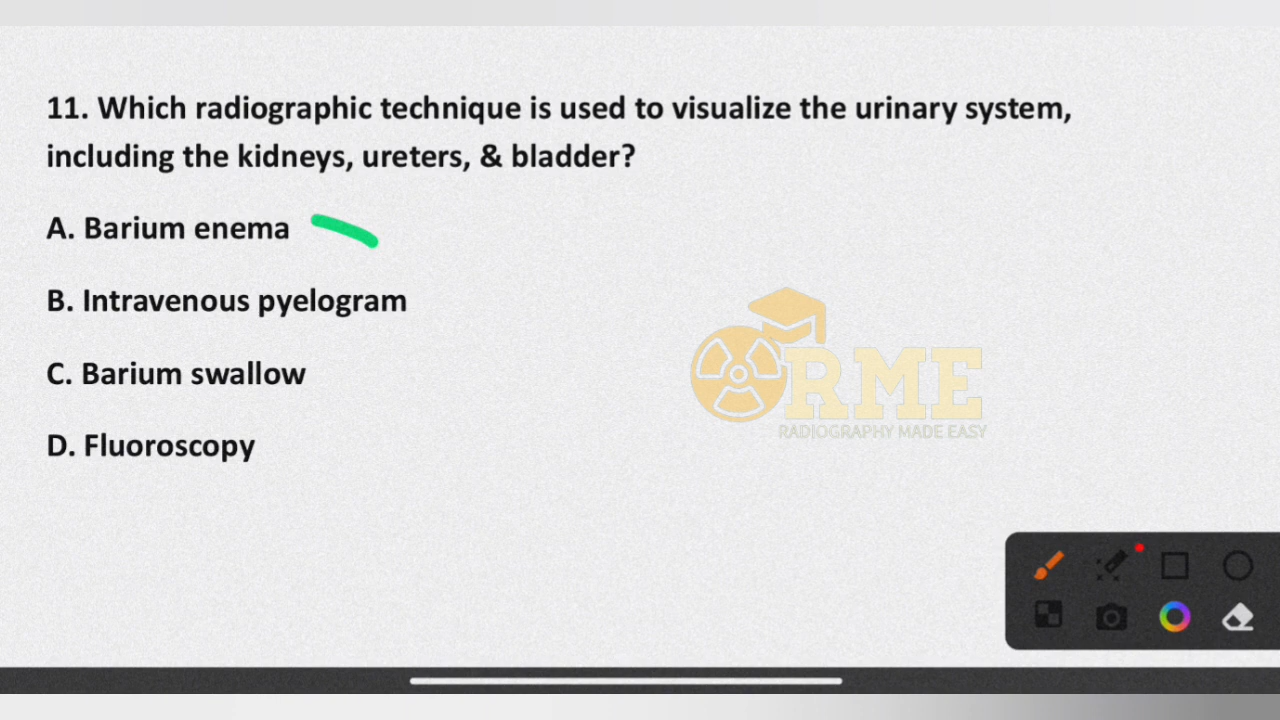 11. Which radiographic technique is used to visualize the urinary system,
including the kidneys, ureters, & bladder?
A. Barium enema
B. Intravenous pyelogram
C. Barium swallow
D. Fluoroscopy
RME
RADIOGRAPHY MADE EASY